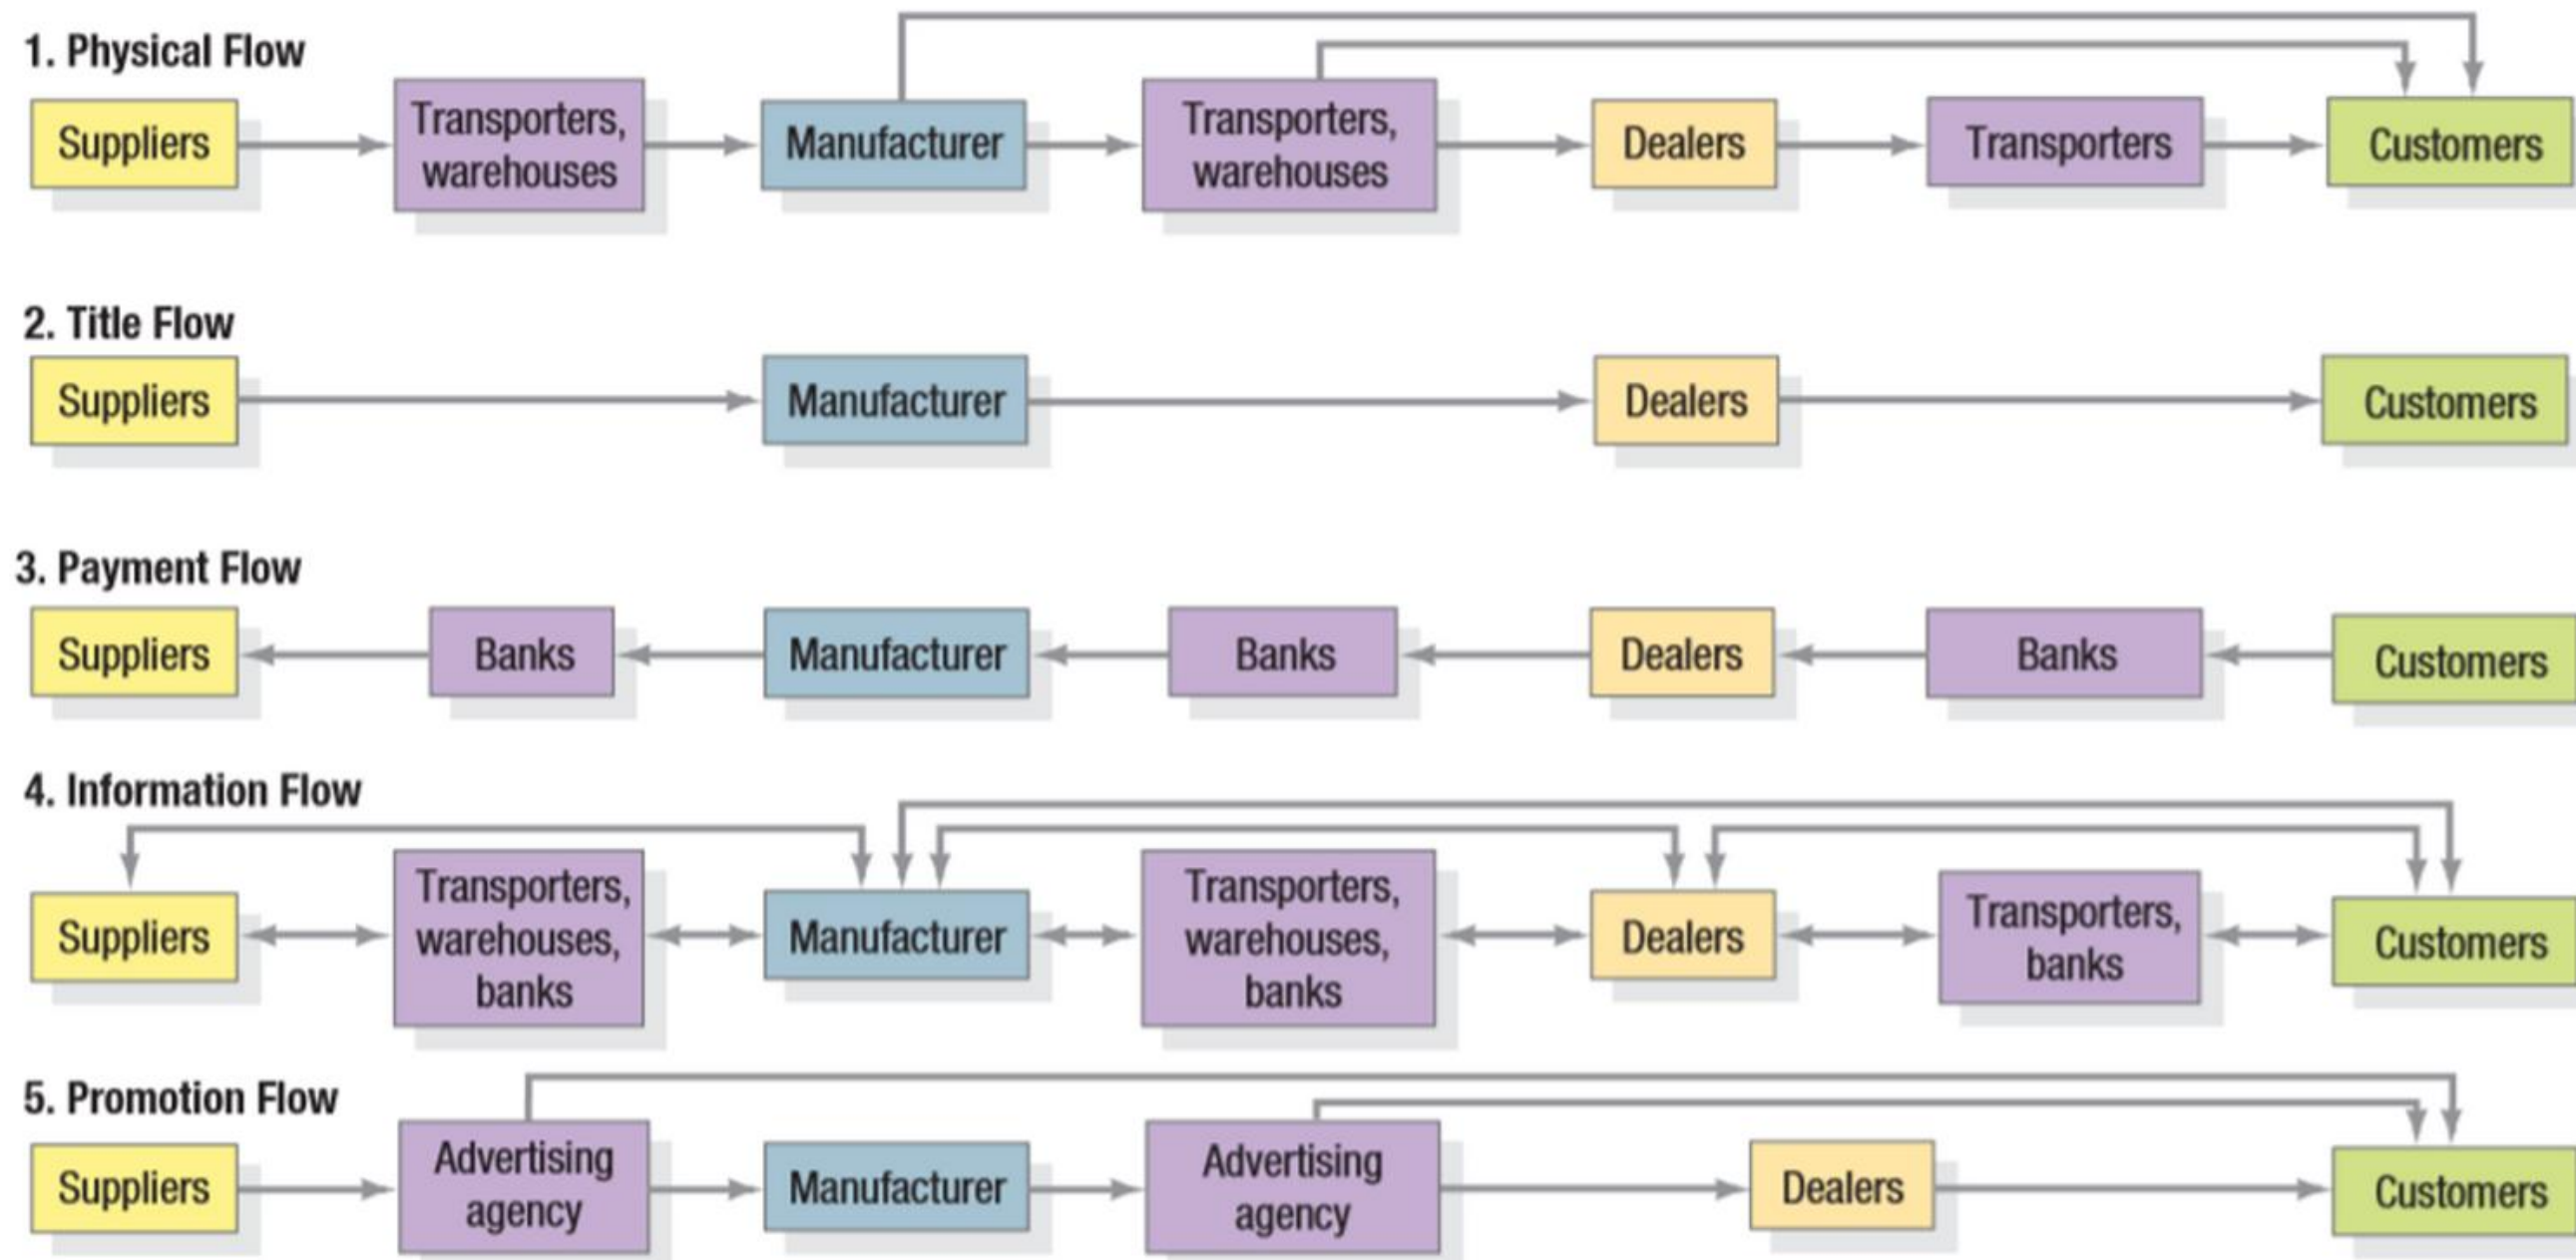 1. Physical Flow
Suppliers
Transporters,
warehouses
Manufacturer
Transporters,
warehouses
Dealers
Transporters
Customers
2. Title Flow
Suppliers
Manufacturer
Dealers
Customers
3. Payment Flow
Suppliers
Banks
Manufacturer
Banks
Dealers
Banks
Customers
4. Information Flow
Suppliers
Transporters,
warehouses,
banks
Manufacturer
Transporters,
warehouses,
banks
Dealers
Transporters,
banks
Customers
5. Promotion Flow
Suppliers
Advertising
agency
Manufacturer
Advertising
agency
Dealers
Customers